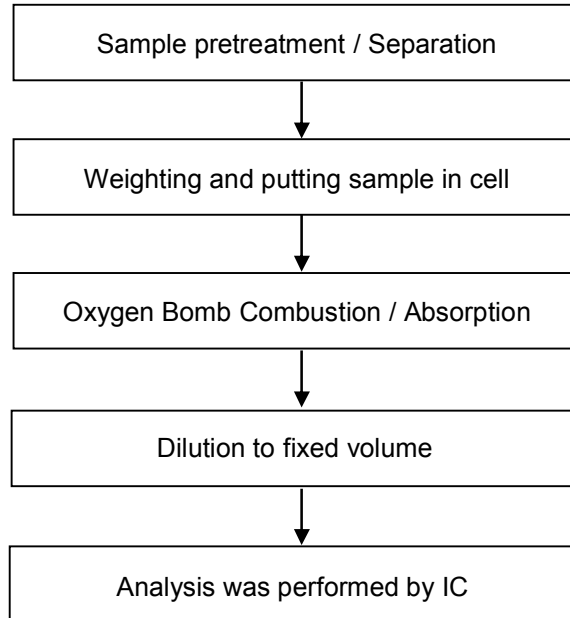 Sample pretreatment / Separation
Weighting and putting sample in cell
Oxygen Bomb Combustion / Absorption
Dilution to fixed volume
Analysis was performed by IC